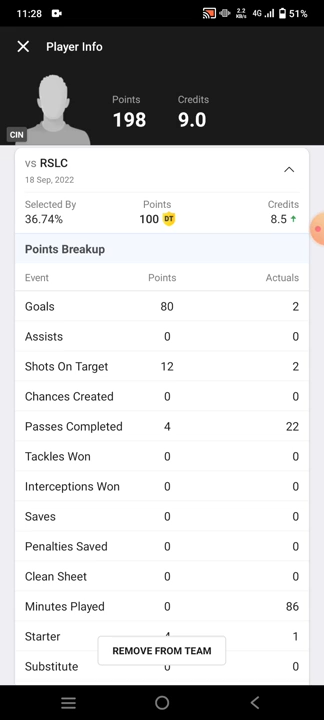 11:28 2.2 KB/s 4G 51%
Player Info
Points Credits
198 9.0
CIN
vs RSLC
18 Sep, 2022
Selected By Points Credits
36.74% 100 DT 8.5
Points Breakup
Event Points Actuals
Goals 80 2
Assists 0 0
Shots On Target 12 2
Chances Created 0 0
Passes Completed 4 22
Tackles Won 0 0
Interceptions Won 0 0
Saves 0 0
Penalties Saved 0 0
Clean Sheet 0 0
Minutes Played 0 86
Starter 1
REMOVE FROM TEAM
Substitute 0 0